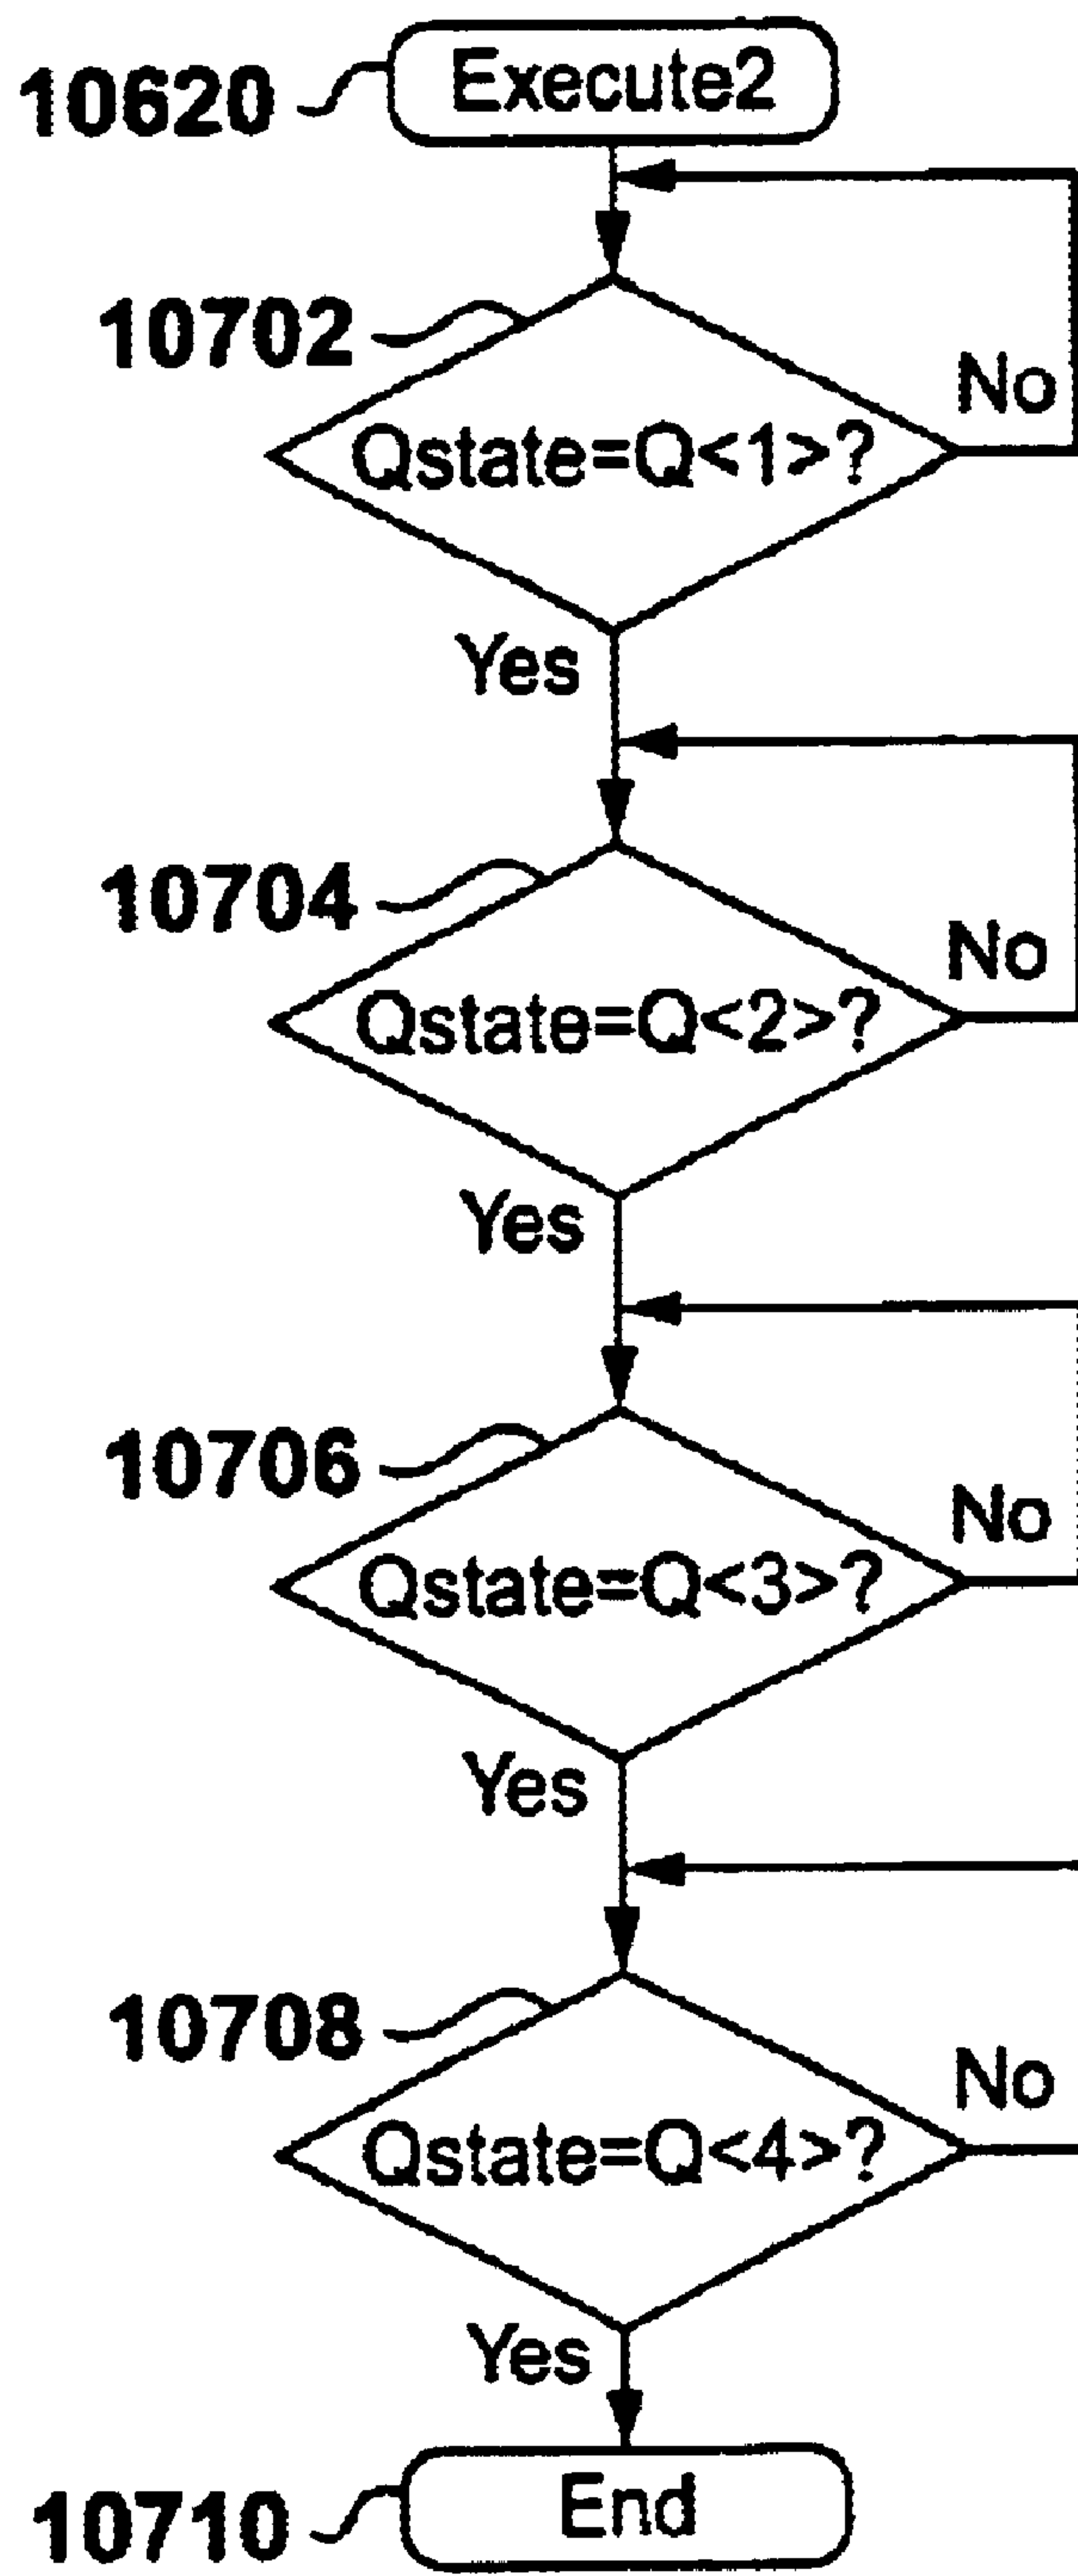 10620
Execute2
10702
No
Qstate=Q<1>?
Yes
10704
No
Qstate=Q<2>?
Yes
10706
No
Qstate=Q<3>?
Yes
10708
No
Qstate=Q<4>?
Yes
10710
End